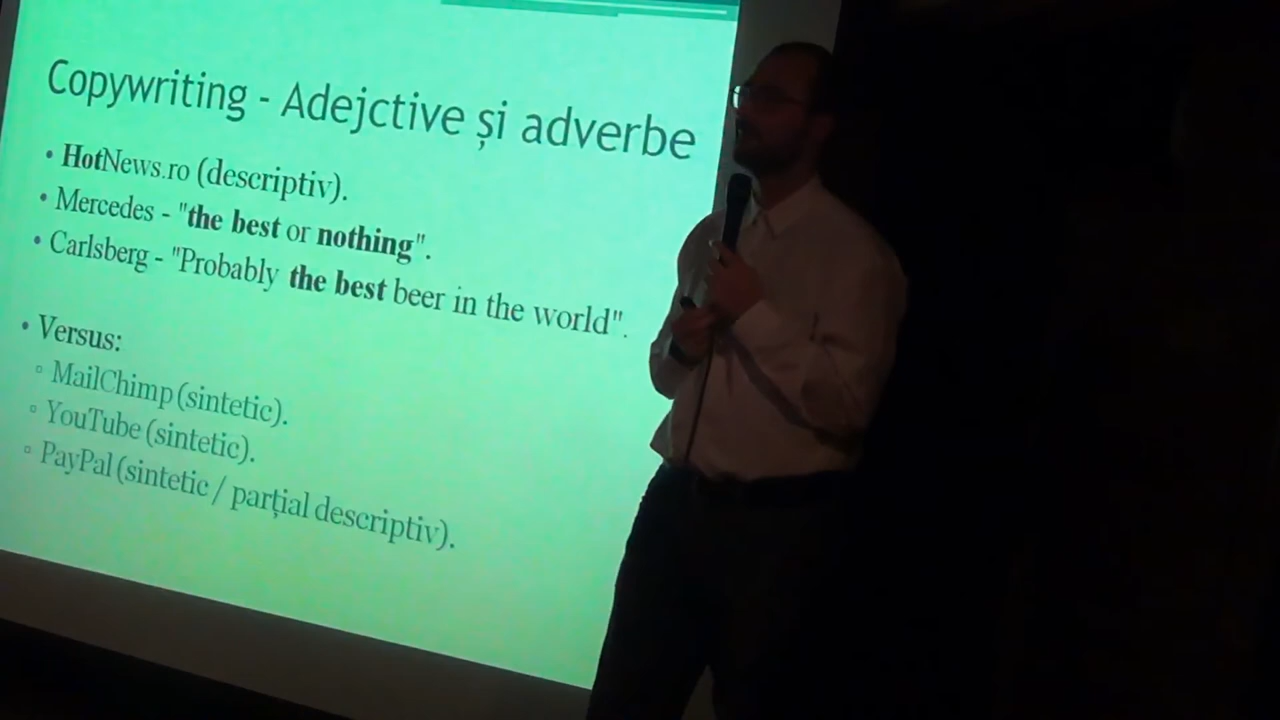 Copywriting - Adejctive și adverbe
• HotNews.ro (descriptiv).
• Mercedes - "the best or nothing".
• Carlsberg - "Probably the best beer in the world".
• Versus:
▫ MailChimp (sintetic).
▫ YouTube (sintetic).
▫ PayPal (sintetic / parțial descriptiv).